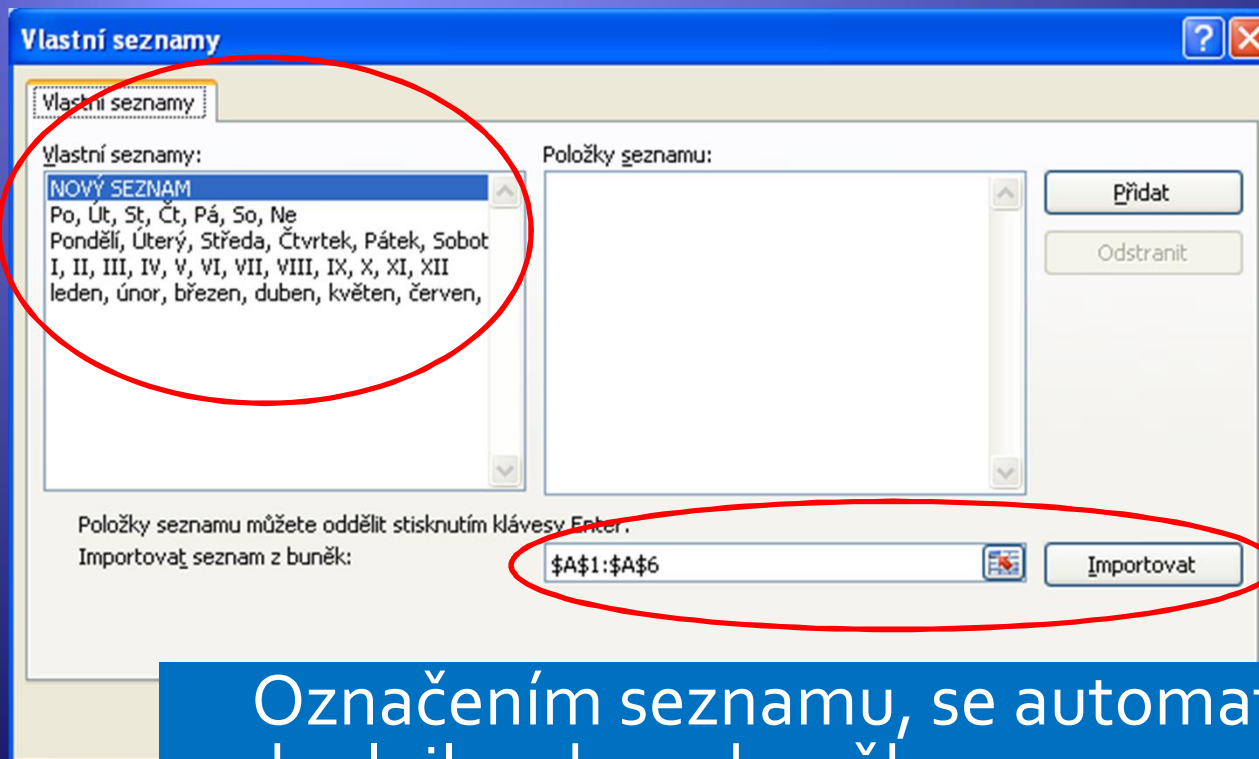 Vlastní seznamy
Vlastní seznamy
Vlastní seznamy:
NOVÝ SEZNAM
Po, Út, St, Čt, Pá, So, Ne
Pondělí, Úterý, Středa, Čtvrtek, Pátek, Sobot
I, II, III, IV, V, VI, VII, VIII, IX, X, XI, XII
leden, únor, březen, duben, květen, červen,
Položky seznamu:
Přidat
Odstranit
Položky seznamu můžete oddělit stisknutím klávesy Enter.
Importovat seznam z buněk:
$A$1:$A$6
Importovat
Označením seznamu, se automat